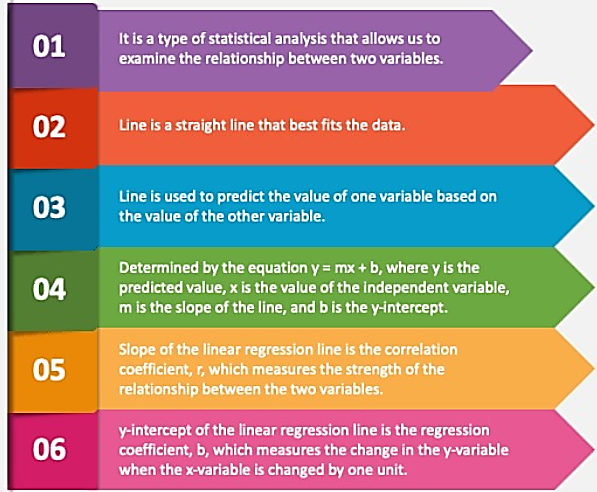 01
It is a type of statistical analysis that allows us to
examine the relationship between two variables.
02
Line is a straight line that best fits the data.
03
Line is used to predict the value of one variable based on
the value of the other variable.
04
Determined by the equation y = mx + b, where y is the
predicted value, x is the value of the independent variable,
m is the slope of the line, and b is the y-intercept.
05
Slope of the linear regression line is the correlation
coefficient, r, which measures the strength of the
relationship between the two variables.
06
y-intercept of the linear regression line is the regression
coefficient, b, which measures the change in the y-variable
when the x-variable is changed by one unit.